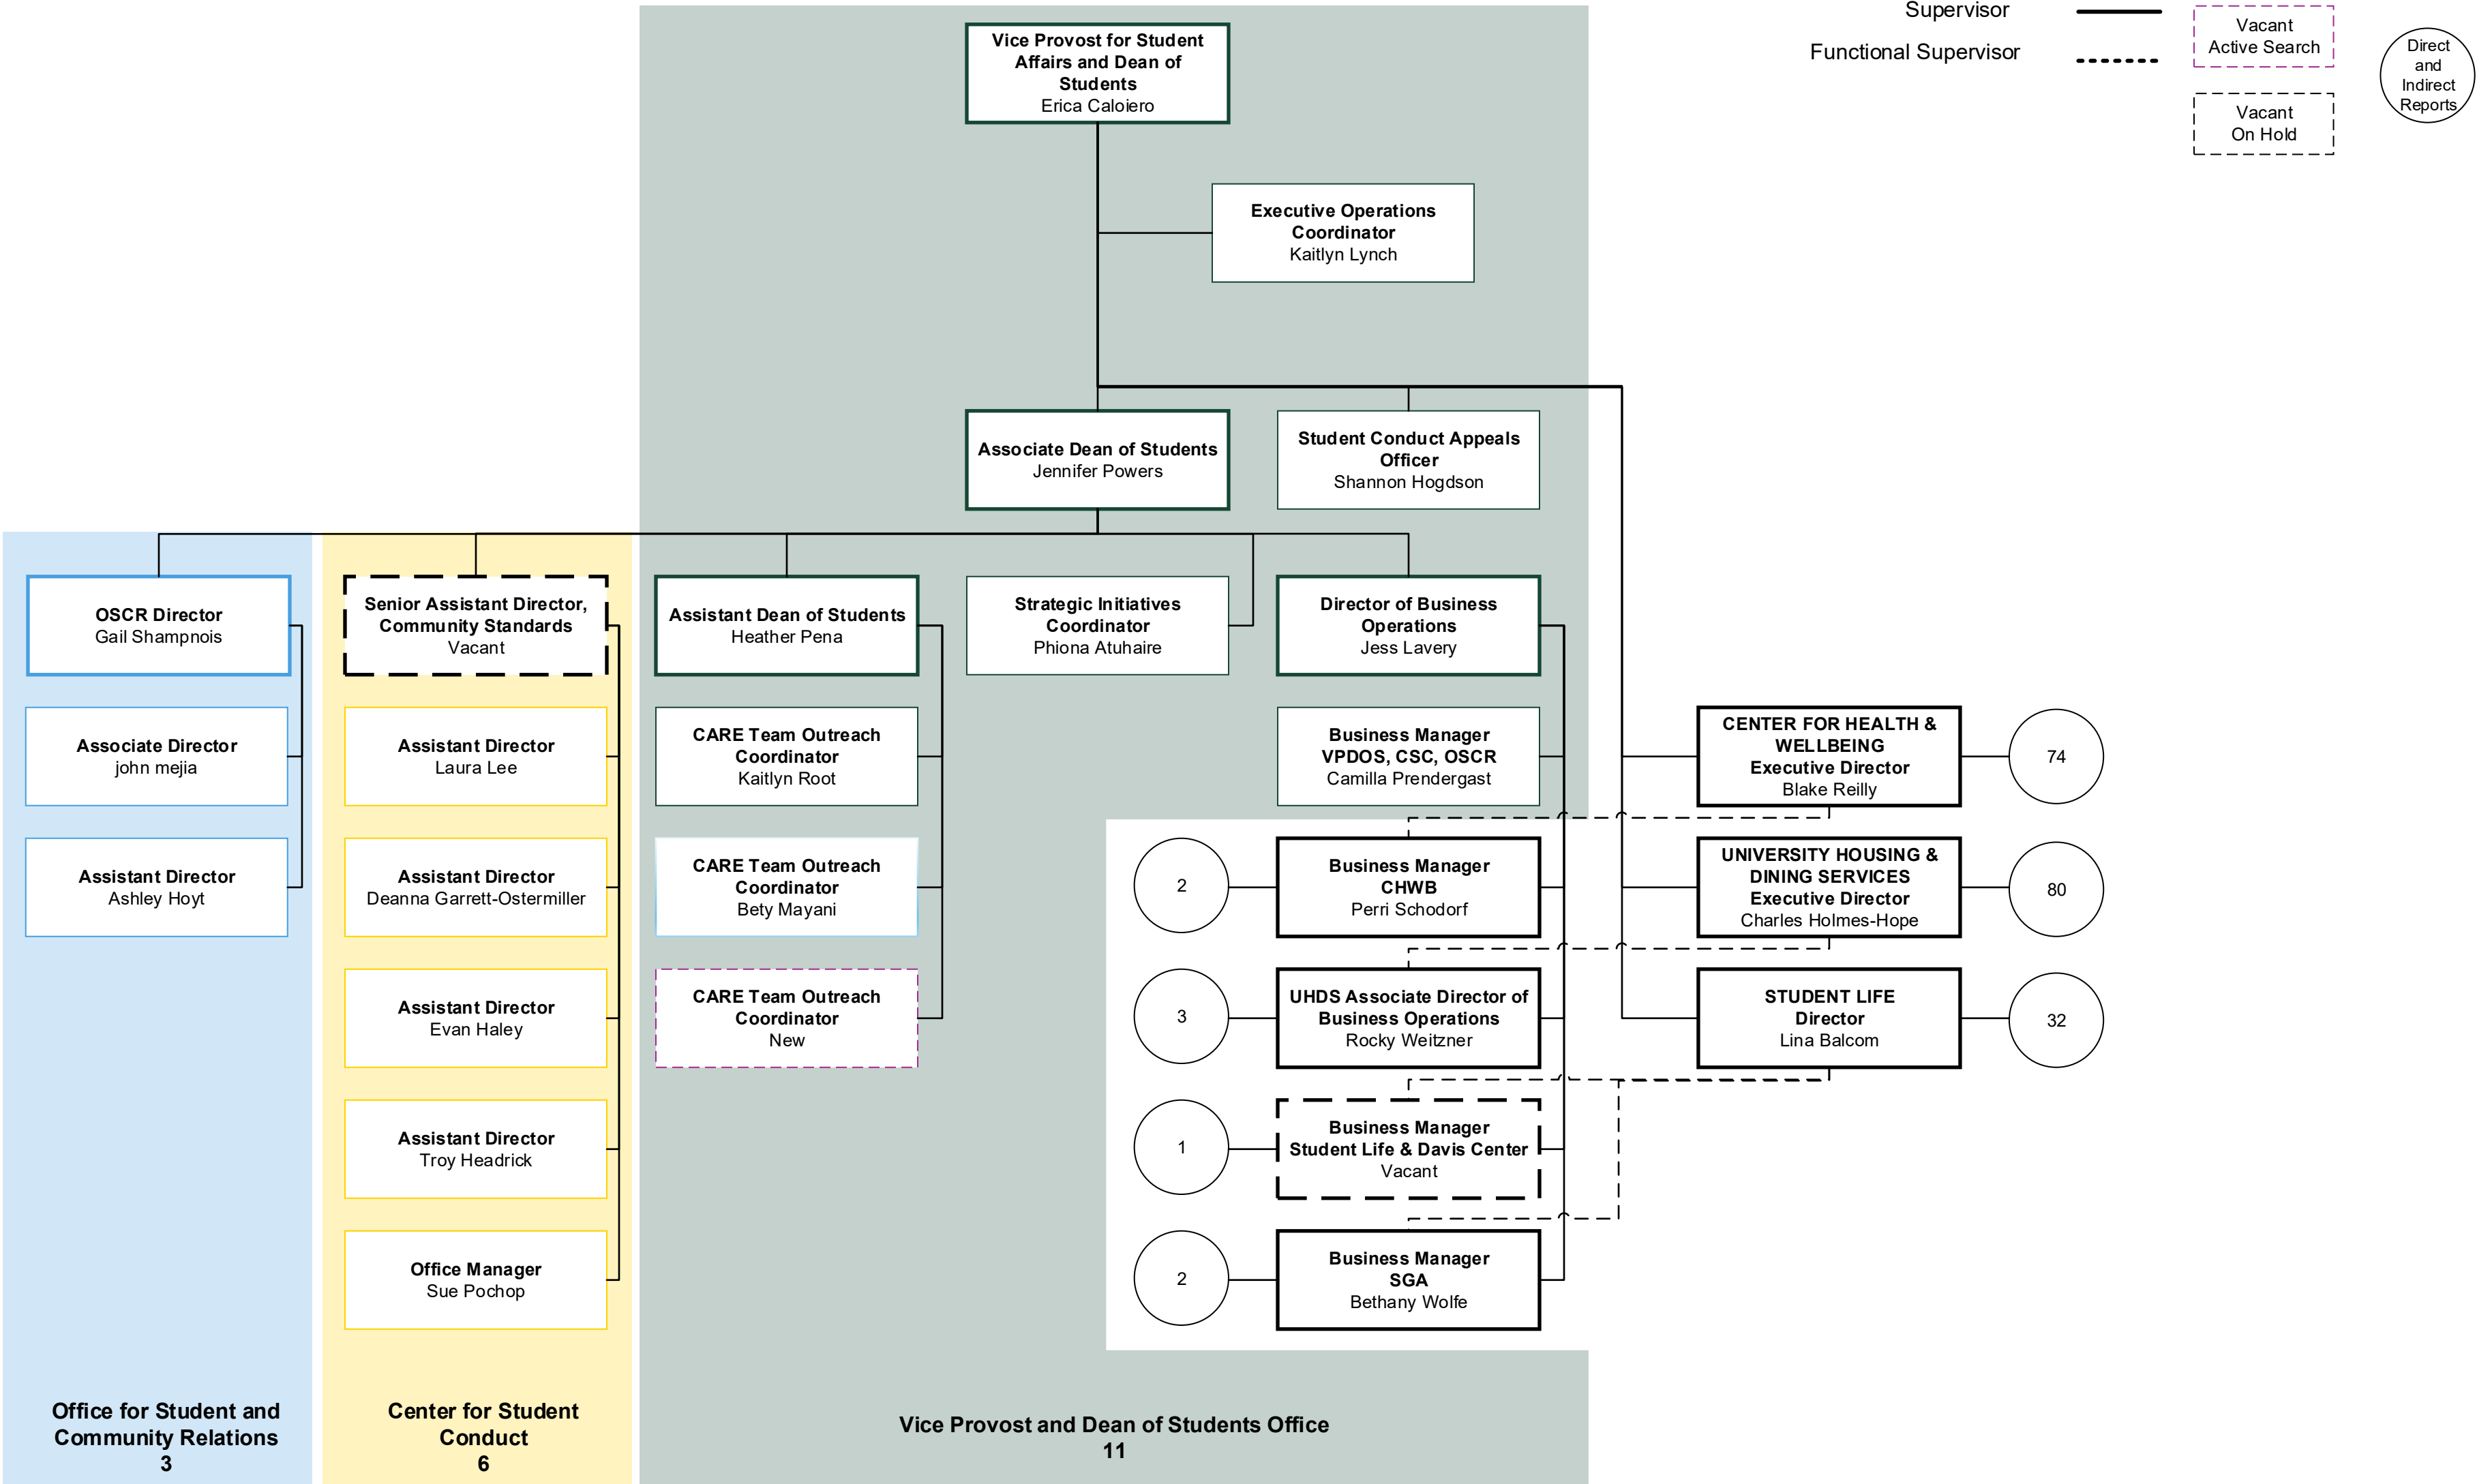 Supervisor
Functional Supervisor
Vacant
Active Search
Vacant
On Hold
Direct
and
Indirect
Reports
Vice Provost for Student
Affairs and Dean of
Students
Erica Caloiero
Executive Operations
Coordinator
Kaitlyn Lynch
Associate Dean of Students
Jennifer Powers
Student Conduct Appeals
Officer
Shannon Hogdson
OSCR Director
Gail Shampnois
Associate Director
john mejia
Assistant Director
Ashley Hoyt
Office for Student and
Community Relations
3
Senior Assistant Director,
Community Standards
Vacant
Assistant Director
Laura Lee
Assistant Director
Deanna Garrett-Ostermiller
Assistant Director
Evan Haley
Assistant Director
Troy Headrick
Office Manager
Sue Pochop
Center for Student
Conduct
6
Assistant Dean of Students
Heather Pena
CARE Team Outreach
Coordinator
Kaitlyn Root
CARE Team Outreach
Coordinator
Bety Mayani
CARE Team Outreach
Coordinator
New
Strategic Initiatives
Coordinator
Phiona Atuhaire
Director of Business
Operations
Jess Lavery
Business Manager
VPDOS, CSC, OSCR
Camilla Prendergast
2
Business Manager
CHWB
Perri Schodorf
3
UHDS Associate Director of
Business Operations
Rocky Weitzner
1
Business Manager
Student Life & Davis Center
Vacant
2
Business Manager
SGA
Bethany Wolfe
Vice Provost and Dean of Students Office
11
CENTER FOR HEALTH &
WELLBEING
Executive Director
Blake Reilly
74
UNIVERSITY HOUSING &
DINING SERVICES
Executive Director
Charles Holmes-Hope
80
STUDENT LIFE
Director
Lina Balcom
32